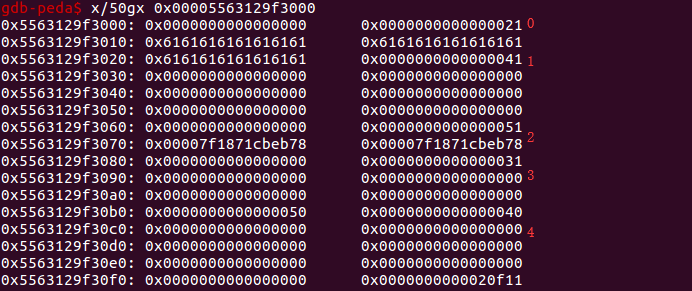 gdb-peda$ x/50gx 0x00005563129f3000
0x5563129f3000: 0x0000000000000000 0x0000000000000021 0
0x5563129f3010: 0x6161616161616161 0x6161616161616161
0x5563129f3020: 0x6161616161616161 0x0000000000000041 1
0x5563129f3030: 0x0000000000000000 0x0000000000000000
0x5563129f3040: 0x0000000000000000 0x0000000000000000
0x5563129f3050: 0x0000000000000000 0x0000000000000000
0x5563129f3060: 0x0000000000000000 0x0000000000000051
0x5563129f3070: 0x00007f1871cbeb78 0x00007f1871cbeb78 2
0x5563129f3080: 0x0000000000000000 0x0000000000000031
0x5563129f3090: 0x0000000000000000 0x0000000000000000 3
0x5563129f30a0: 0x0000000000000000 0x0000000000000000
0x5563129f30b0: 0x0000000000000050 0x0000000000000040
0x5563129f30c0: 0x0000000000000000 0x0000000000000000 4
0x5563129f30d0: 0x0000000000000000 0x0000000000000000
0x5563129f30e0: 0x0000000000000000 0x0000000000000000
0x5563129f30f0: 0x0000000000000000 0x0000000000020f11